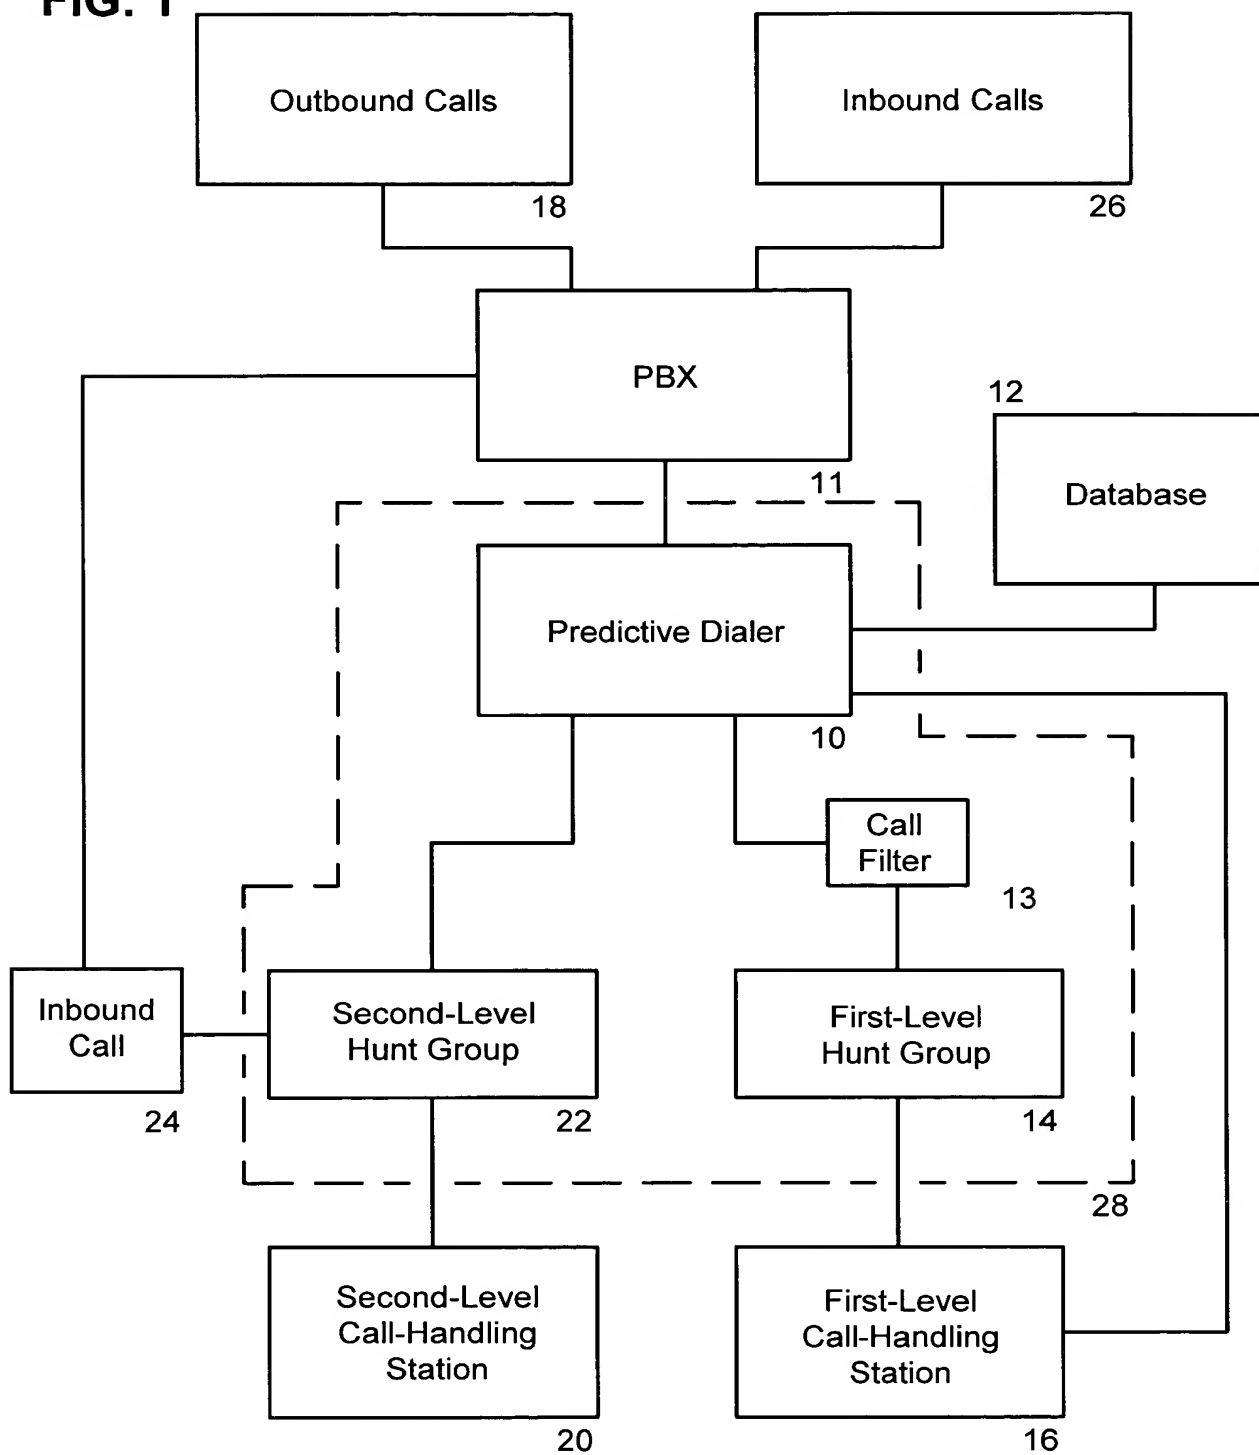 FIG. 1
Outbound Calls
Inbound Calls
18
26
PBX
12
11
Database
Predictive Dialer
10
Call
Filter
13
Inbound
Call
Second-Level
Hunt Group
First-Level
Hunt Group
24
22
14
28
Second-Level
Call-Handling
Station
First-Level
Call-Handling
Station
20
16